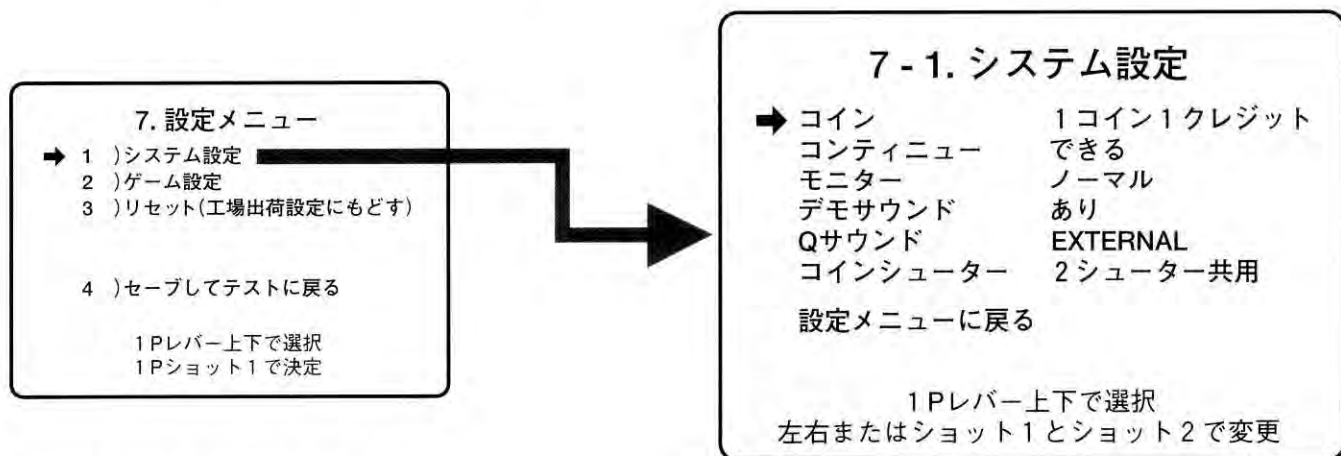 7. 設定メニュー
➡ 1 )システム設定
2 )ゲーム設定
3 )リセット(工場出荷設定にもどす)
4 )セーブしてテストに戻る
1Pレバー上下で選択
1Pショット1で決定
7 - 1. システム設定
➡ コイン 1コイン1クレジット
コンティニュー できる
モニター ノーマル
デモサウンド あり
Qサウンド EXTERNAL
コインシューター 2シューター共用
設定メニューに戻る
1Pレバー上下で選択
左右またはショット1とショット2で変更